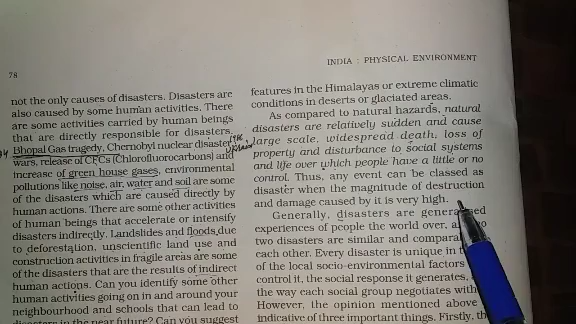 78
INDIA : PHYSICAL ENVIRONMENT
not the only causes of disasters. Disasters are
also caused by some human activities. There
are some activities carried by human beings
that are directly responsible for disasters.
Bhopal Gas tragedy, Chernobyl nuclear disaster,
wars, release of CFCs (Chlorofluorocarbons) and
increase of green house gases, environmental
pollutions like noise, air, water and soil are some
of the disasters which are caused directly by
human actions. There are some other activities
of human beings that accelerate or intensify
disasters indirectly. Landslides and floods due
to deforestation, unscientific land use and
construction activities in fragile areas are some
of the disasters that are the results of indirect
human actions. Can you identify some other
human activities going on in and around your
neighbourhood and schools that can lead to
disasters in the near future? Can you suggest
features in the Himalayas or extreme climatic
conditions in deserts or glaciated areas.
As compared to natural hazards, natural
disasters are relatively sudden and cause
large scale, widespread death, loss of
property and disturbance to social systems
and life over which people have a little or no
control. Thus, any event can be classed as
disaster when the magnitude of destruction
and damage caused by it is very high.
Generally, disasters are
experiences of people the world over,
two disasters are similar and
each other. Every disaster is unique in
of the local socio-environmental factors
control it, the social response it generates,
the way each social group negotiates with
However, the opinion mentioned above
indicative of three important things. Firstly,